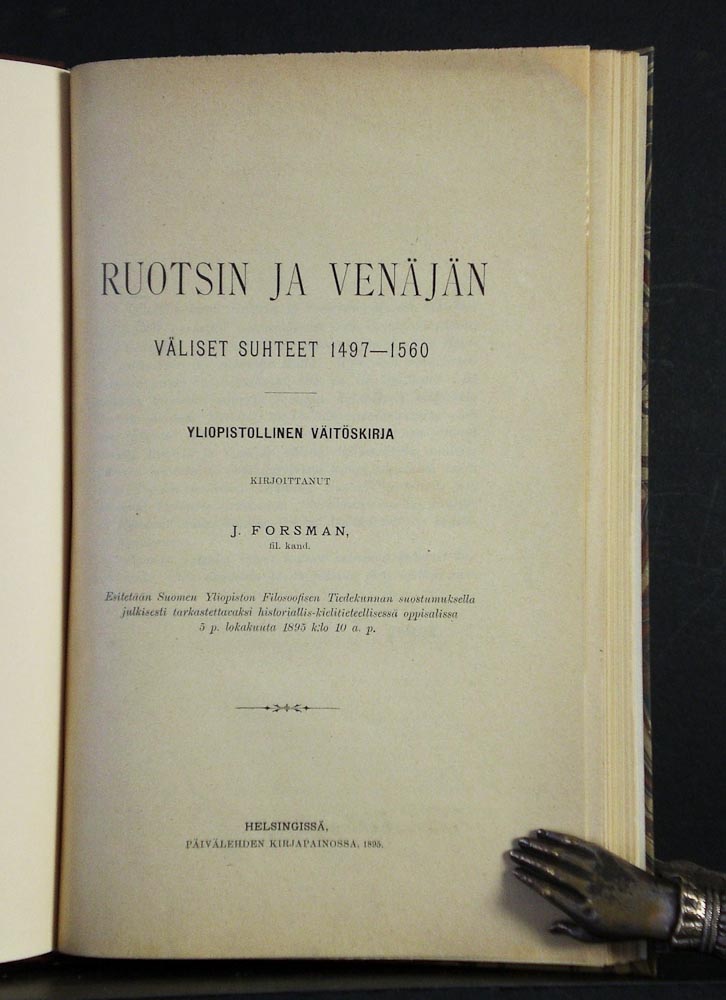 RUOTSIN JA VENÄJÄN
VÄLISET SUHTEET 1497—1560
YLIOPISTOLLINEN VÄITÖSKIRJA
KIRJOITTANUT
J. FORSMAN,
fil. kand.
Esitetään Suomen Yliopiston Filosoofisen Tiedekunnan suostumuksella
julkisesti tarkastettavaksi historiallis-kielitieteellisessä oppisalissa
5 p. lokakuuta 1895 k:lo 10 a. p.
HELSINGISSÄ,
PÄIVÄLEHDEN KIRJAPAINOSSA, 1895.